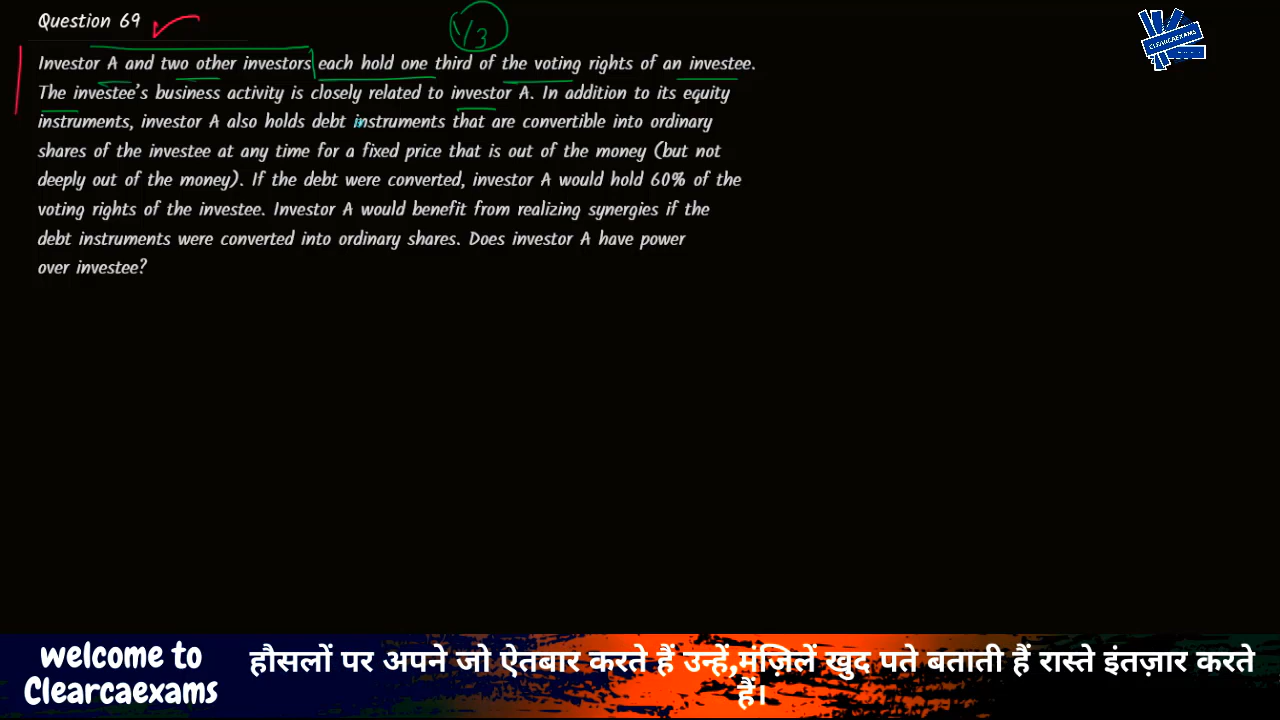 Question 69
1/3
CLEARCAEXAMS
Investor A and two other investors each hold one third of the voting rights of an investee.
The investee's business activity is closely related to investor A. In addition to its equity
instruments, investor A also holds debt instruments that are convertible into ordinary
shares of the investee at any time for a fixed price that is out of the money (but not
deeply out of the money). If the debt were converted, investor A would hold 60% of the
voting rights of the investee. Investor A would benefit from realizing synergies if the
debt instruments were converted into ordinary shares. Does investor A have power
over investee?
welcome to
Clearcaexams
हौसलों पर अपने जो ऐतबार करते हैं उन्हें,मंज़िलें खुद पते बताती हैं रास्ते इंतज़ार करते
हैं।